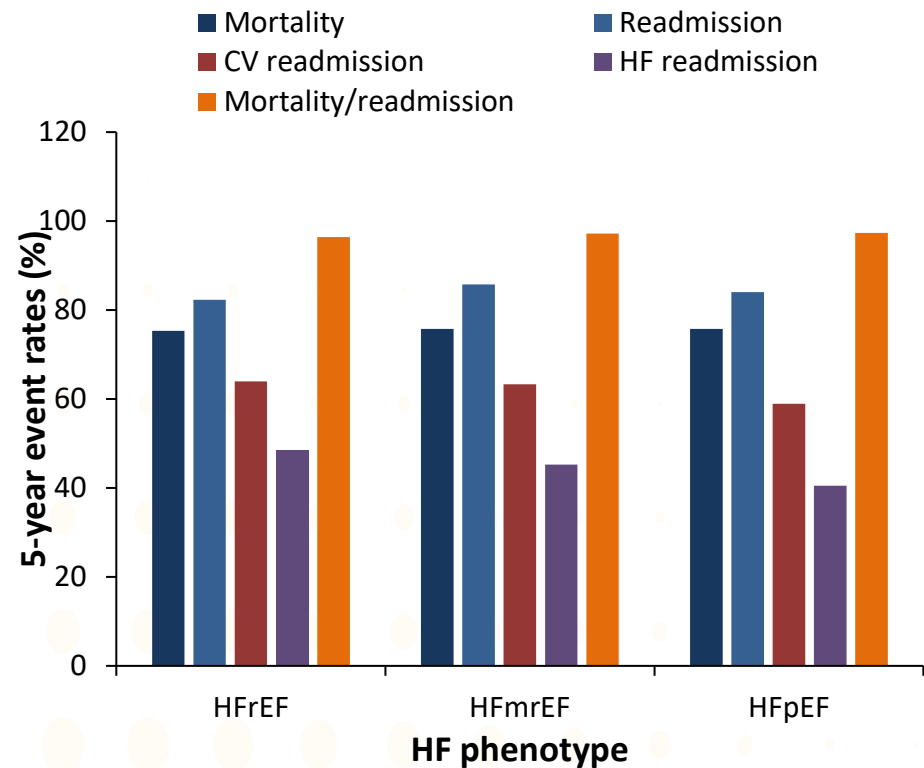 Mortality
Readmission
CV readmission
HF readmission
Mortality/readmission
5-year event rates (%)
120
100
80
60
40
20
0
HFrEF
HFmrEF
HFpEF
HF phenotype